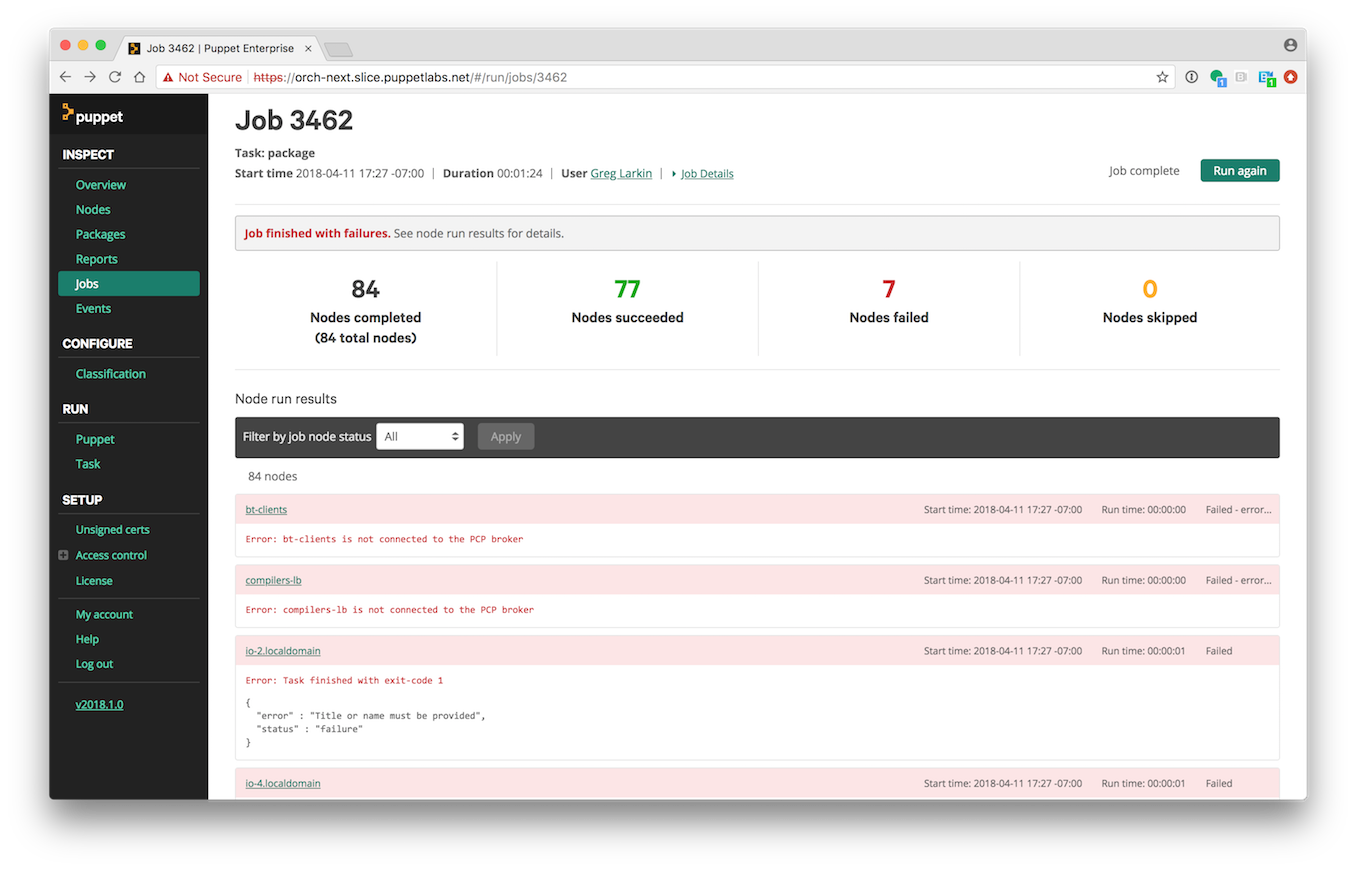 Job 3462 | Puppet Enterprise
Not Secure https://orch-next.slice.puppetlabs.net/#/run/jobs/3462
puppet
INSPECT
Overview
Nodes
Packages
Reports
Jobs
Events
CONFIGURE
Classification
RUN
Puppet
Task
SETUP
Unsigned certs
Access control
License
My account
Help
Log out
v2018.1.0
Job 3462
Task: package
Start time 2018-04-11 17:27 -07:00 | Duration 00:01:24 | User Greg Larkin | Job Details
Job complete Run again
Job finished with failures. See node run results for details.
84 77 7 0
Nodes completed Nodes succeeded Nodes failed Nodes skipped
(84 total nodes)
Node run results
Filter by job node status All Apply
84 nodes
bt-clients Start time: 2018-04-11 17:27 -07:00 Run time: 00:00:00 Failed - error...
Error: bt-clients is not connected to the PCP broker
compilers-lb Start time: 2018-04-11 17:27 -07:00 Run time: 00:00:00 Failed - error...
Error: compilers-lb is not connected to the PCP broker
io-2.localdomain Start time: 2018-04-11 17:27 -07:00 Run time: 00:00:01 Failed
Error: Task finished with exit-code 1
{
"error" : "Title or name must be provided",
"status" : "failure"
}
io-4.localdomain Start time: 2018-04-11 17:27 -07:00 Run time: 00:00:01 Failed